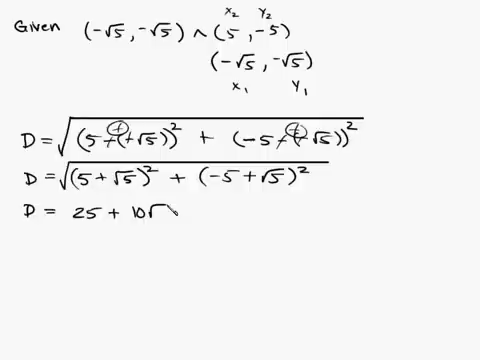 x₂ y₂
Given (-√5, -√5) ∧ (5, -5)
(-√5, -√5)
x₁ y₁
D = √(5 - (+√5))² + (-5 - (-√5))²
D = √(5 + √5)² + (-5 + √5)²
D = 25 + 10√